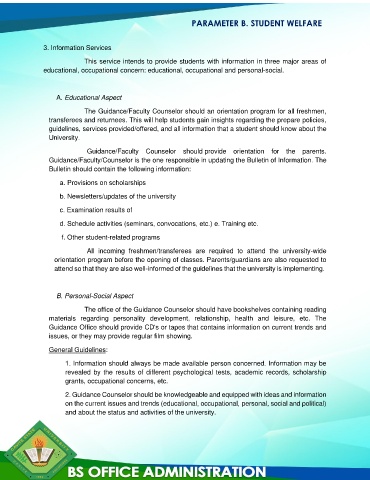 PARAMETER B. STUDENT WELFARE
3. Information Services
This service intends to provide students with information in three major areas of
educational, occupational concern: educational, occupational and personal-social.
A. Educational Aspect
The Guidance/Faculty Counselor should an orientation program for all freshmen,
transferees and returnees. This will help students gain insights regarding the prepare policies,
guidelines, services provided/offered, and all information that a student should know about the
University.
Guidance/Faculty Counselor should provide orientation for the parents.
Guidance/Faculty/Counselor is the one responsible in updating the Bulletin of Information. The
Bulletin should contain the following information:
a. Provisions on scholarships
b. Newsletters/updates of the university
c. Examination results of
d. Schedule activities (seminars, convocations, etc.) e. Training etc.
f. Other student-related programs
All incoming freshmen/transferees are required to attend the university-wide
orientation program before the opening of classes. Parents/guardians are also requested to
attend so that they are also well-informed of the guidelines that the university is implementing.
B. Personal-Social Aspect
The office of the Guidance Counselor should have bookshelves containing reading
materials regarding personality development, relationship, health and leisure, etc. The
Guidance Office should provide CD's or tapes that contains information on current trends and
issues, or they may provide regular film showing.
General Guidelines:
1. Information should always be made available person concerned. Information may be
revealed by the results of different psychological tests, academic records, scholarship
grants, occupational concerns, etc.
2. Guidance Counselor should be knowledgeable and equipped with ideas and information
on the current issues and trends (educational, occupational, personal, social and political)
and about the status and activities of the university.
BS OFFICE ADMINISTRATION